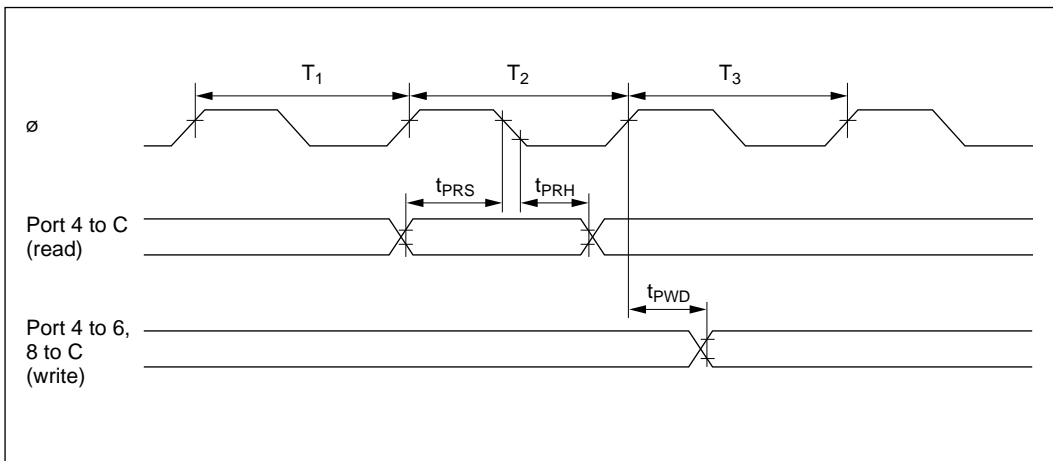 T1 T2 T3
ø
tPRS tPRH
Port 4 to C
(read)
tPWD
Port 4 to 6,
8 to C
(write)